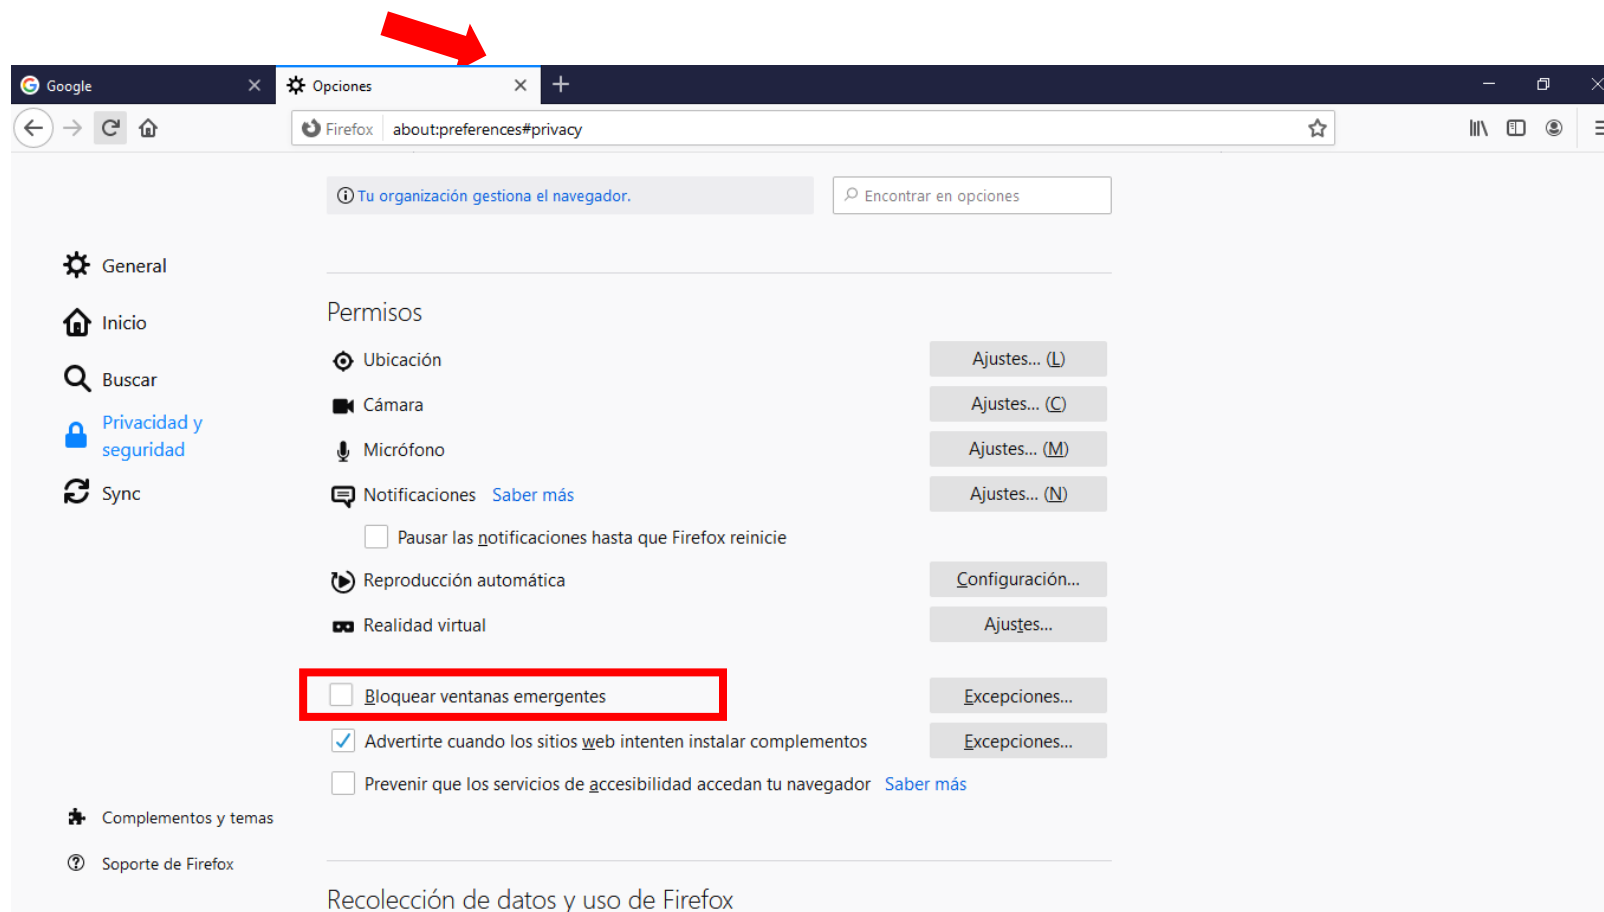 Google
Opciones
Firefox about:preferences#privacy
Tu organización gestiona el navegador.
Encontrar en opciones
General
Inicio
Buscar
Privacidad y
seguridad
Sync
Permisos
Ubicación Ajustes... (L)
Cámara Ajustes... (C)
Micrófono Ajustes... (M)
Notificaciones Saber más Ajustes... (N)
Pausar las notificaciones hasta que Firefox reinicie
Reproducción automática Configuración...
Realidad virtual Ajustes...
Bloquear ventanas emergentes Excepciones...
Advertirte cuando los sitios web intenten instalar complementos Excepciones...
Prevenir que los servicios de accesibilidad accedan tu navegador Saber más
Complementos y temas
Soporte de Firefox
Recolección de datos y uso de Firefox